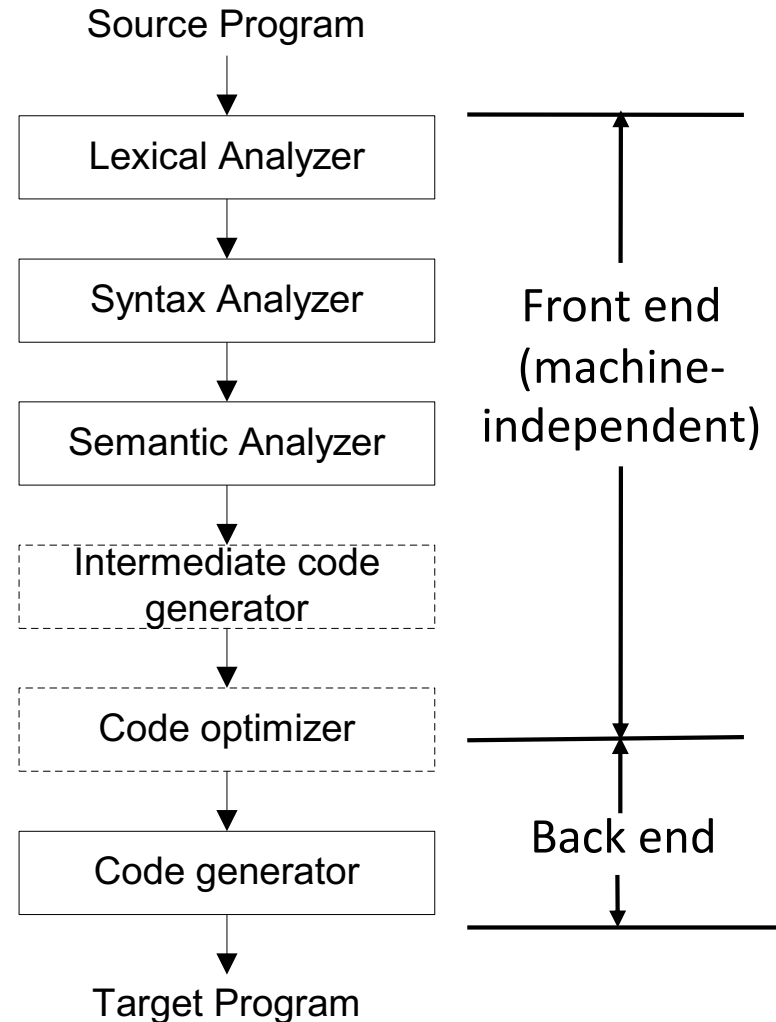 Source Program
Lexical Analyzer
Syntax Analyzer
Semantic Analyzer
Intermediate code
generator
Code optimizer
Code generator
Target Program
Front end
(machine-
independent)
Back end